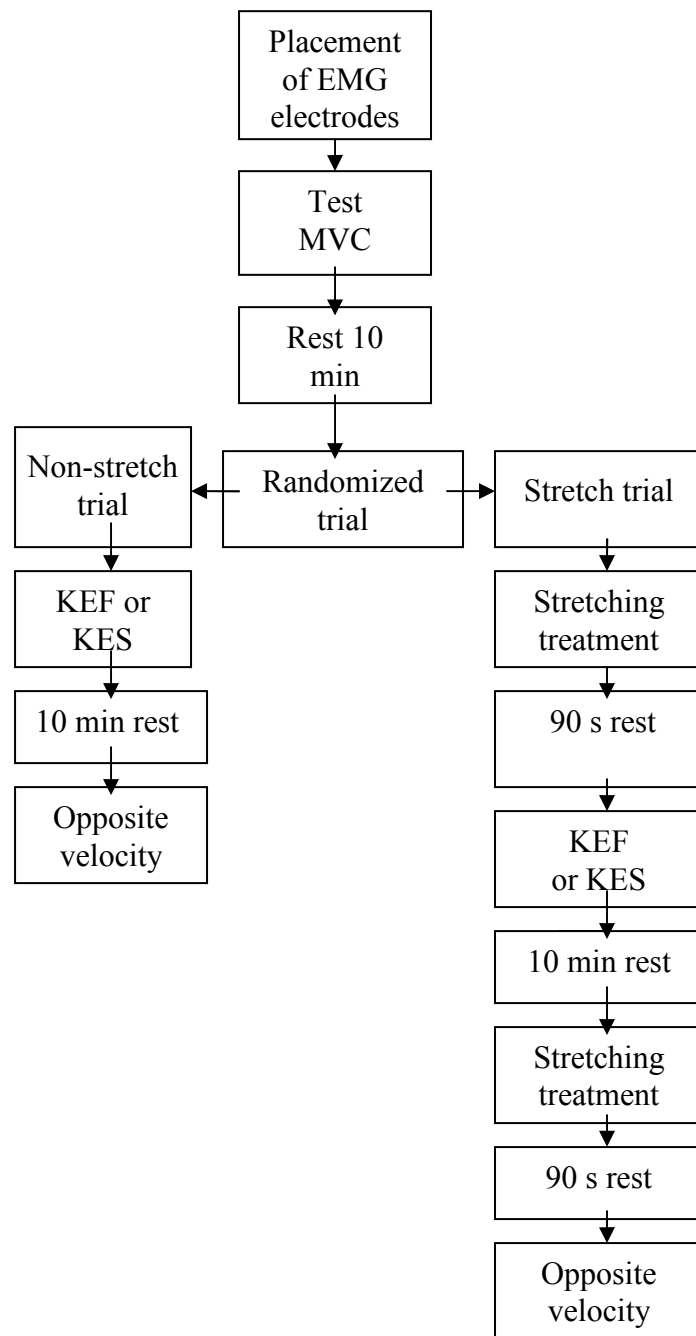 Placement
of EMG
electrodes
Test
MVC
Rest 10
min
Randomized
trial
Non-stretch
trial
KEF or
KES
10 min rest
Opposite
velocity
Stretch trial
Stretching
treatment
90 s rest
KEF
or KES
10 min rest
Stretching
treatment
90 s rest
Opposite
velocity